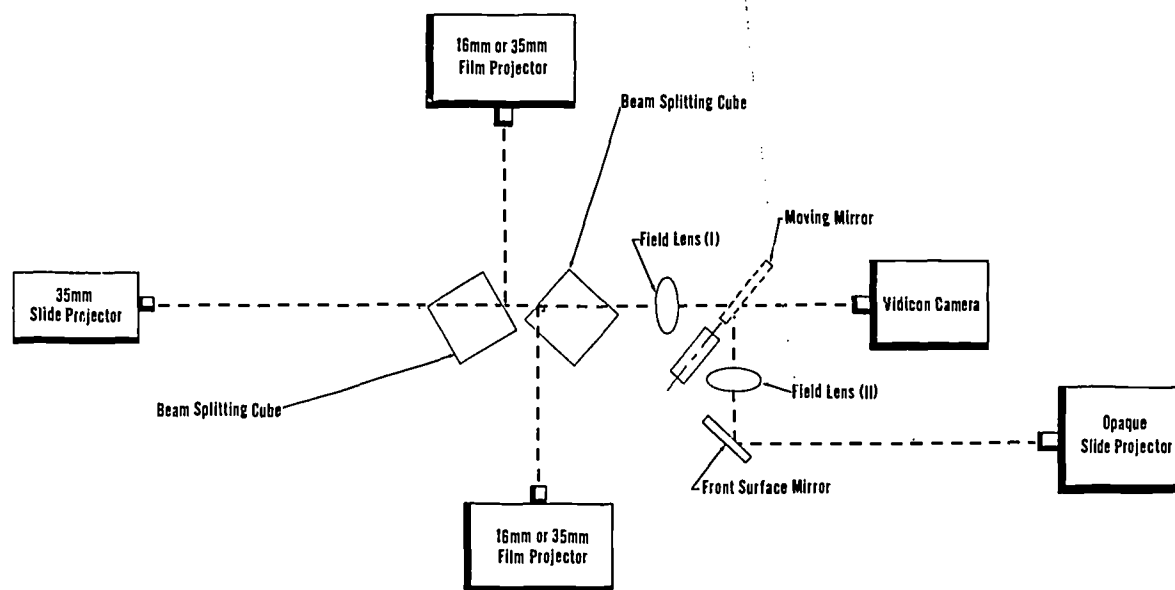 16mm or 35mm
Film Projector
Beam Splitting Cube
Moving Mirror
Field Lens (I)
35mm
Slide Projector
Vidicon Camera
Beam Splitting Cube
Field Lens (II)
Opaque
Slide Projector
Front Surface Mirror
16mm or 35mm
Film Projector